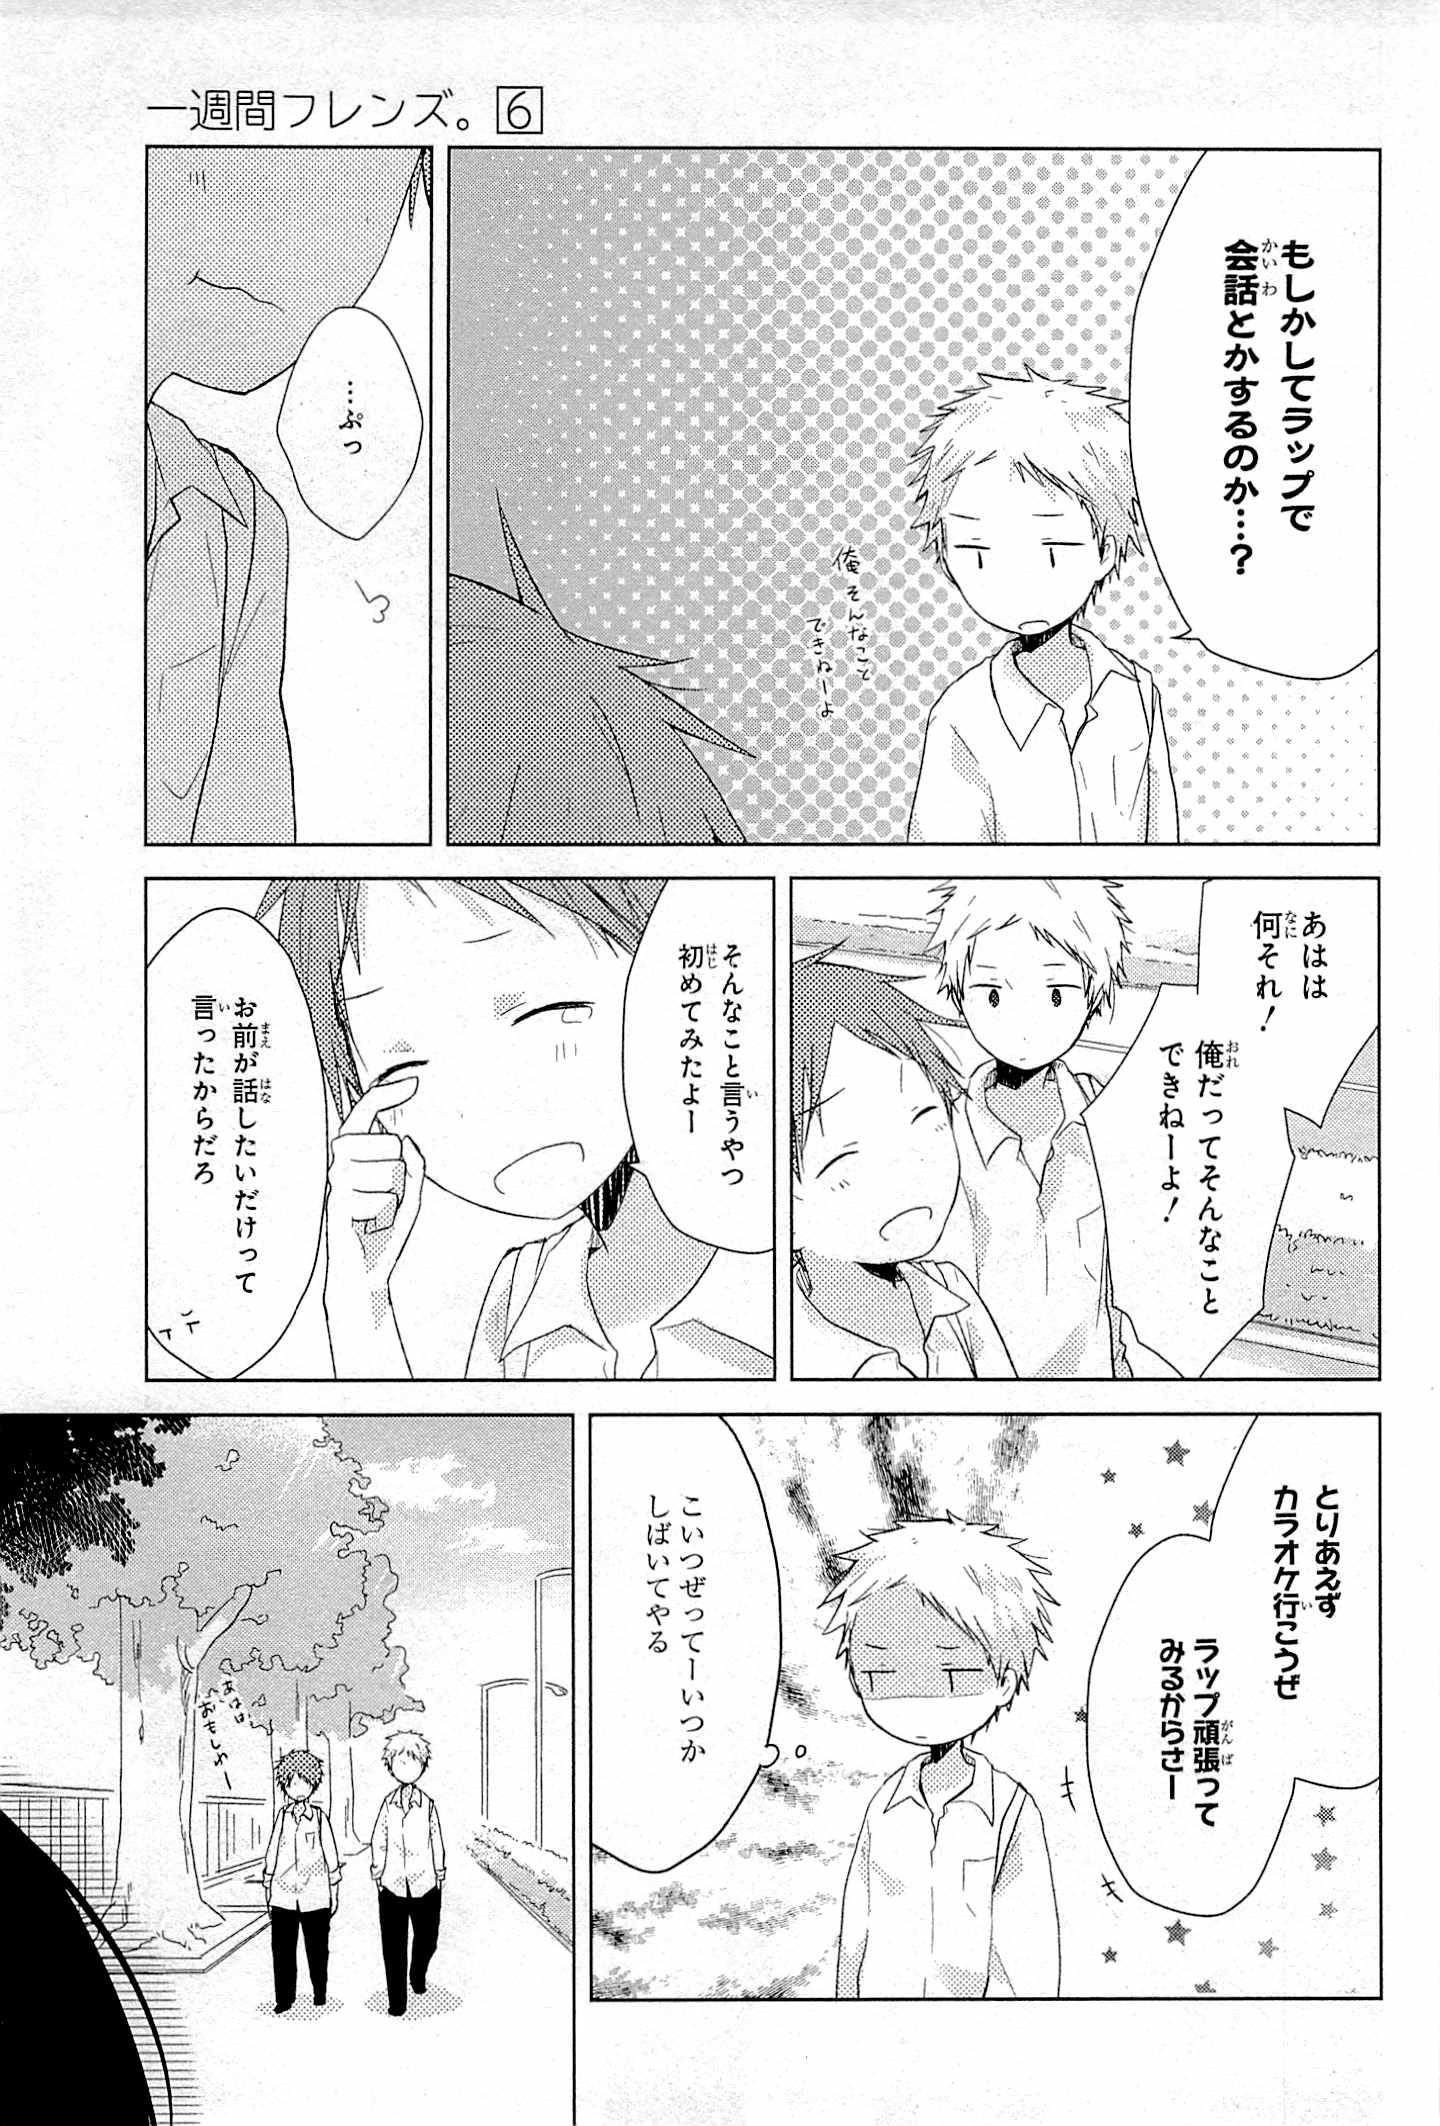 一週間フレンズ。 6
もしかしてラップで
会話とかするのか…?
俺そんなこと
できねーよ
…ぷっ
あはは
何それ!
俺だってそんなこと
できねーよ!
そんなこと言うやつ
初めてみたよー
お前が話したいだけって
言ったからだろ
とりあえず
カラオケ行こうぜ
ラップ頑張って
みるからさー
こいつぜってーいつか
しばいてやる
あはは
おもしれー